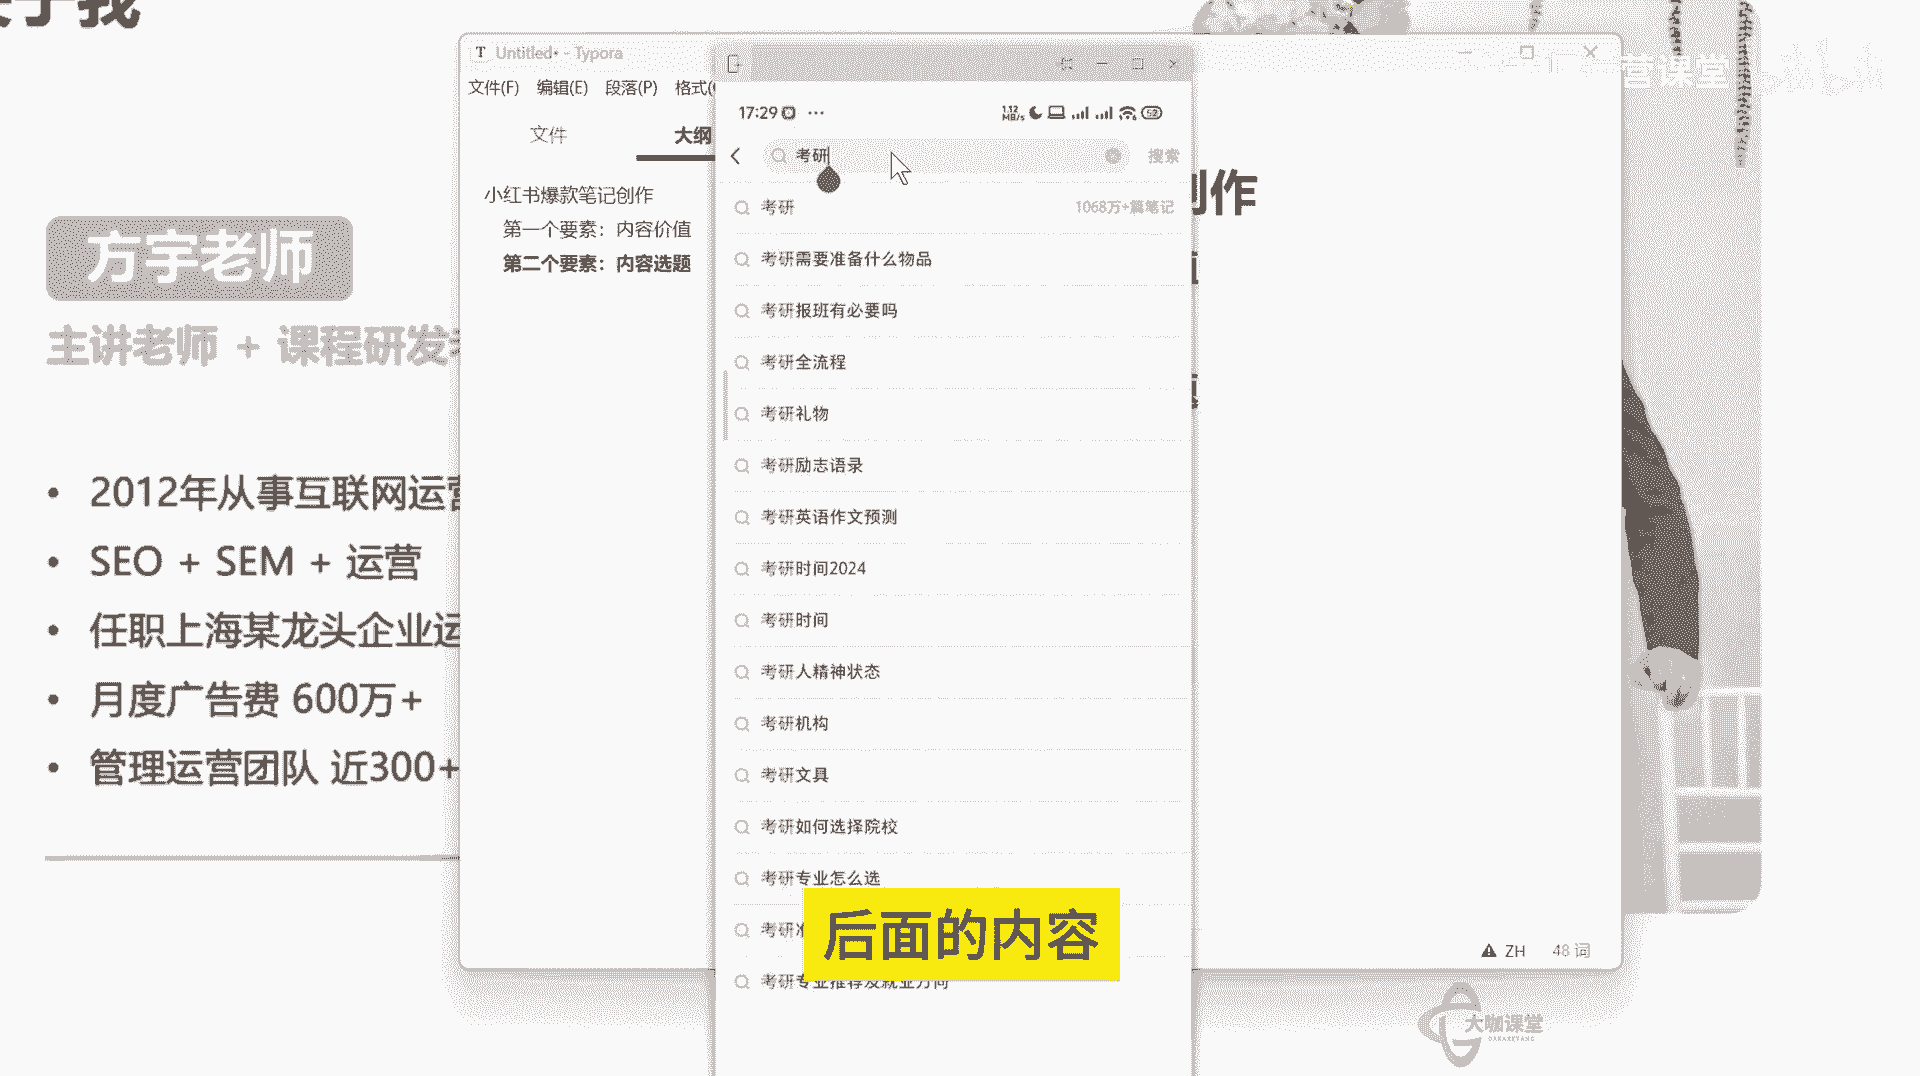 关于我
方宇老师
主讲老师 + 课程研发
2012年从事互联网运营
SEO + SEM + 运营
任职上海某龙头企业运
月度广告费 600万+
管理运营团队 近300+
T Untitled• - Typora
文件(F) 编辑(E) 段落(P) 格式(
文件 大纲
小红书爆款笔记创作
第一个要素：内容价值
第二个要素：内容选题
创作
营课堂
17:29 ···
1.12 MB/s 52
考研 搜索
考研 1068万+篇笔记
考研需要准备什么物品
考研报班有必要吗
考研全流程
考研礼物
考研励志语录
考研英语作文预测
考研时间2024
考研时间
考研人精神状态
考研机构
考研文具
考研如何选择院校
考研专业怎么选
考研
考研专业推荐及就业方向
后面的内容
ZH 48 词
大咖课堂